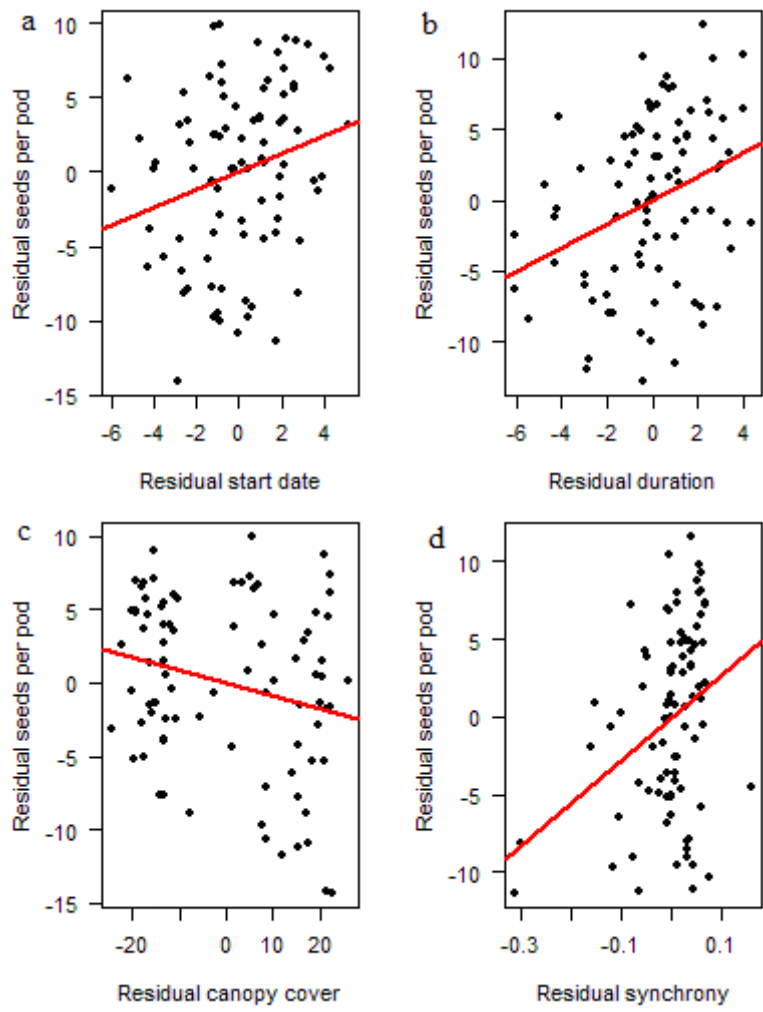 a
10
5
0
-5
-10
-15
Residual seeds per pod
-6 -4 -2 0 2 4
Residual start date
b
10
5
0
-5
-10
Residual seeds per pod
-6 -4 -2 0 2 4
Residual duration
c
10
5
0
-5
-10
-15
Residual seeds per pod
-20 0 10 20
Residual canopy cover
d
10
5
0
-5
-10
Residual seeds per pod
-0.3 -0.1 0.1
Residual synchrony